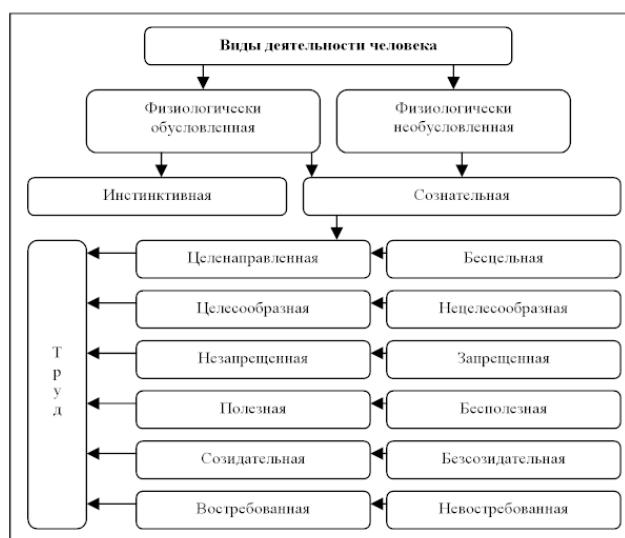 Виды деятельности человека
Физиологически
обусловленная
Физиологически
необусловленная
Инстинктивная
Сознательная
Труд
Целенаправленная
Бесцельная
Целесообразная
Нецелесообразная
Незапрещенная
Запрещенная
Полезная
Бесполезная
Созидательная
Безсозидательная
Востребованная
Невостребованная